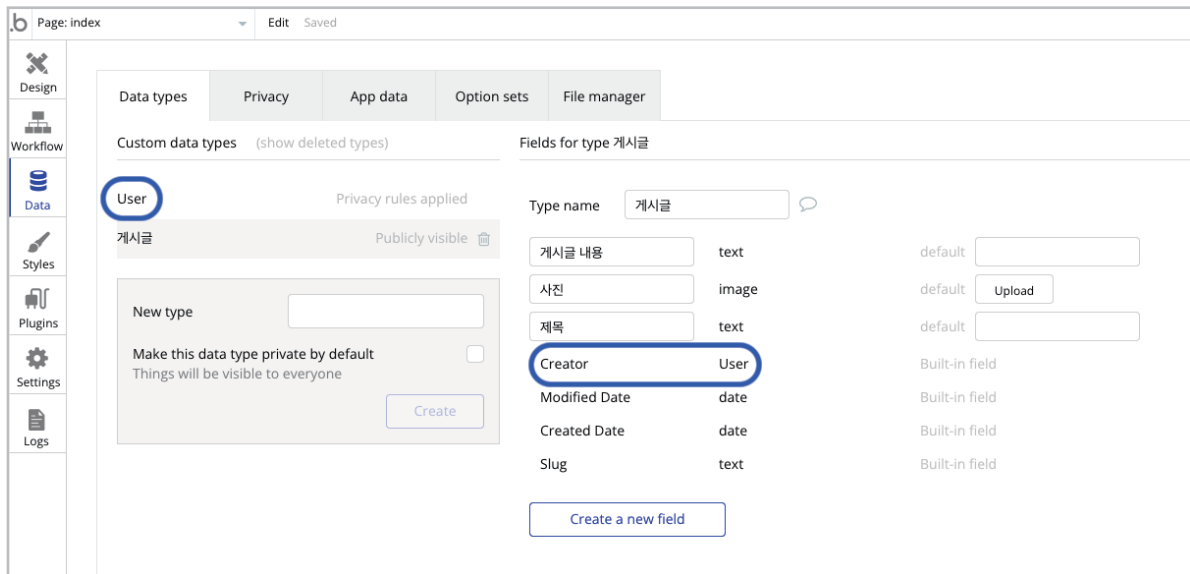 .b Page: index Edit Saved
Design
Workflow
Data
Styles
Plugins
Settings
Logs
Data types Privacy App data Option sets File manager
Custom data types (show deleted types)
User Privacy rules applied
게시글 Publicly visible
New type
Make this data type private by default
Things will be visible to everyone
Create
Fields for type 게시글
Type name 게시글
게시글 내용 text default
사진 image default Upload
제목 text default
Creator User Built-in field
Modified Date date Built-in field
Created Date date Built-in field
Slug text Built-in field
Create a new field